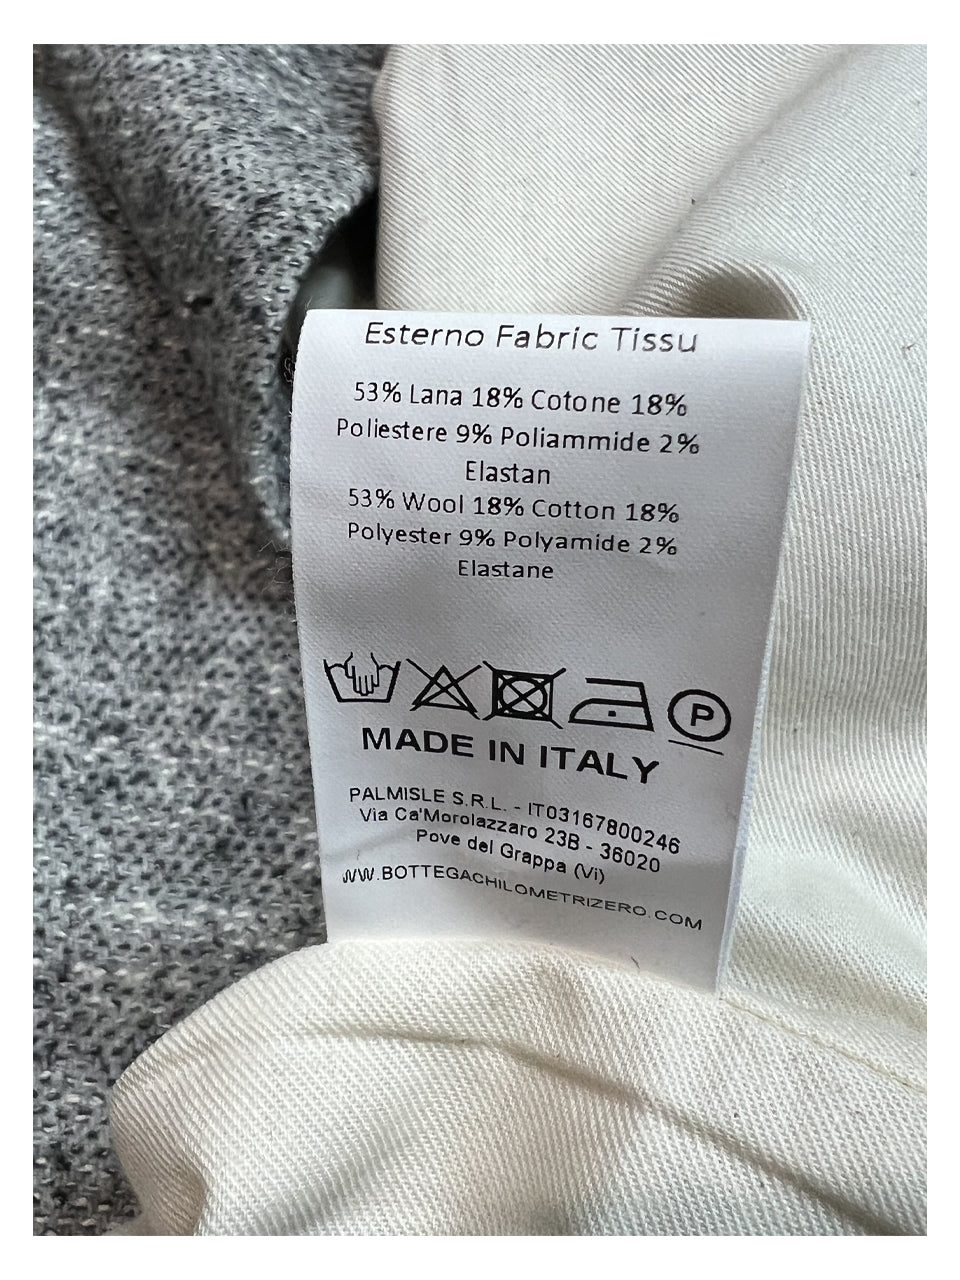 Esterno Fabric Tissu
53% Lana 18% Cotone 18%
Poliestere 9% Poliammide 2%
Elastan
53% Wool 18% Cotton 18%
Polyester 9% Polyamide 2%
Elastane
P
MADE IN ITALY
PALMISLE S.R.L. - IT03167800246
Via Ca'Morolazzaro 23B - 36020
Pove del Grappa (Vi)
WW.BOTTEGACHILOMETRIZERO.COM